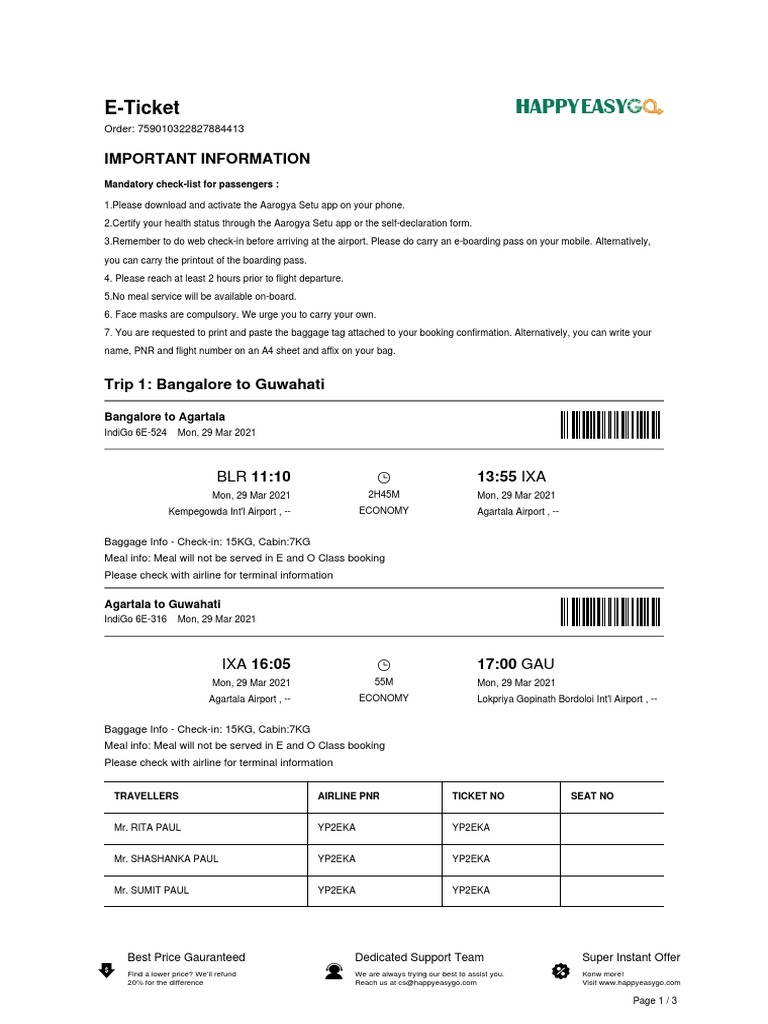 E-Ticket
HAPPYEASYGO
Order: 759010322827884413
IMPORTANT INFORMATION
Mandatory check-list for passengers :
1.Please download and activate the Aarogya Setu app on your phone.
2.Certify your health status through the Aarogya Setu app or the self-declaration form.
3.Remember to do web check-in before arriving at the airport. Please do carry an e-boarding pass on your mobile. Alternatively,
you can carry the printout of the boarding pass.
4. Please reach at least 2 hours prior to flight departure.
5.No meal service will be available on-board.
6. Face masks are compulsory. We urge you to carry your own.
7. You are requested to print and paste the baggage tag attached to your booking confirmation. Alternatively, you can write your
name, PNR and flight number on an A4 sheet and affix on your bag.
Trip 1: Bangalore to Guwahati
Bangalore to Agartala
IndiGo 6E-524 Mon, 29 Mar 2021
BLR 11:10 13:55 IXA
Mon, 29 Mar 2021 2H45M Mon, 29 Mar 2021
Kempegowda Int'l Airport , -- ECONOMY Agartala Airport , --
Baggage Info - Check-in: 15KG, Cabin:7KG
Meal info: Meal will not be served in E and O Class booking
Please check with airline for terminal information
Agartala to Guwahati
IndiGo 6E-316 Mon, 29 Mar 2021
IXA 16:05 17:00 GAU
Mon, 29 Mar 2021 55M Mon, 29 Mar 2021
Agartala Airport , -- ECONOMY Lokpriya Gopinath Bordoloi Int'l Airport , --
Baggage Info - Check-in: 15KG, Cabin:7KG
Meal info: Meal will not be served in E and O Class booking
Please check with airline for terminal information
TRAVELLERS AIRLINE PNR TICKET NO SEAT NO
Mr. RITA PAUL YP2EKA YP2EKA
Mr. SHASHANKA PAUL YP2EKA YP2EKA
Mr. SUMIT PAUL YP2EKA YP2EKA
Best Price Gauranteed Dedicated Support Team Super Instant Offer
Find a lower price? We'll refund We are always trying our best to assist you. Konw more!
20% for the difference Reach us at cs@happyeasygo.com Visit www.happyeasygo.com
Page 1 / 3